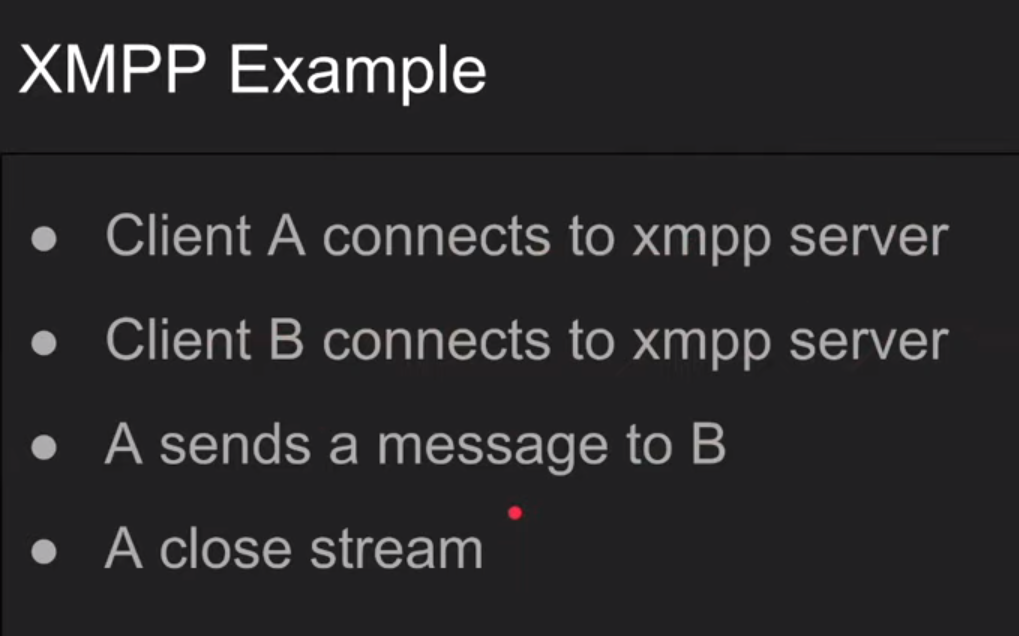 XMPP Example
● Client A connects to xmpp server
● Client B connects to xmpp server
● A sends a message to B
● A close stream